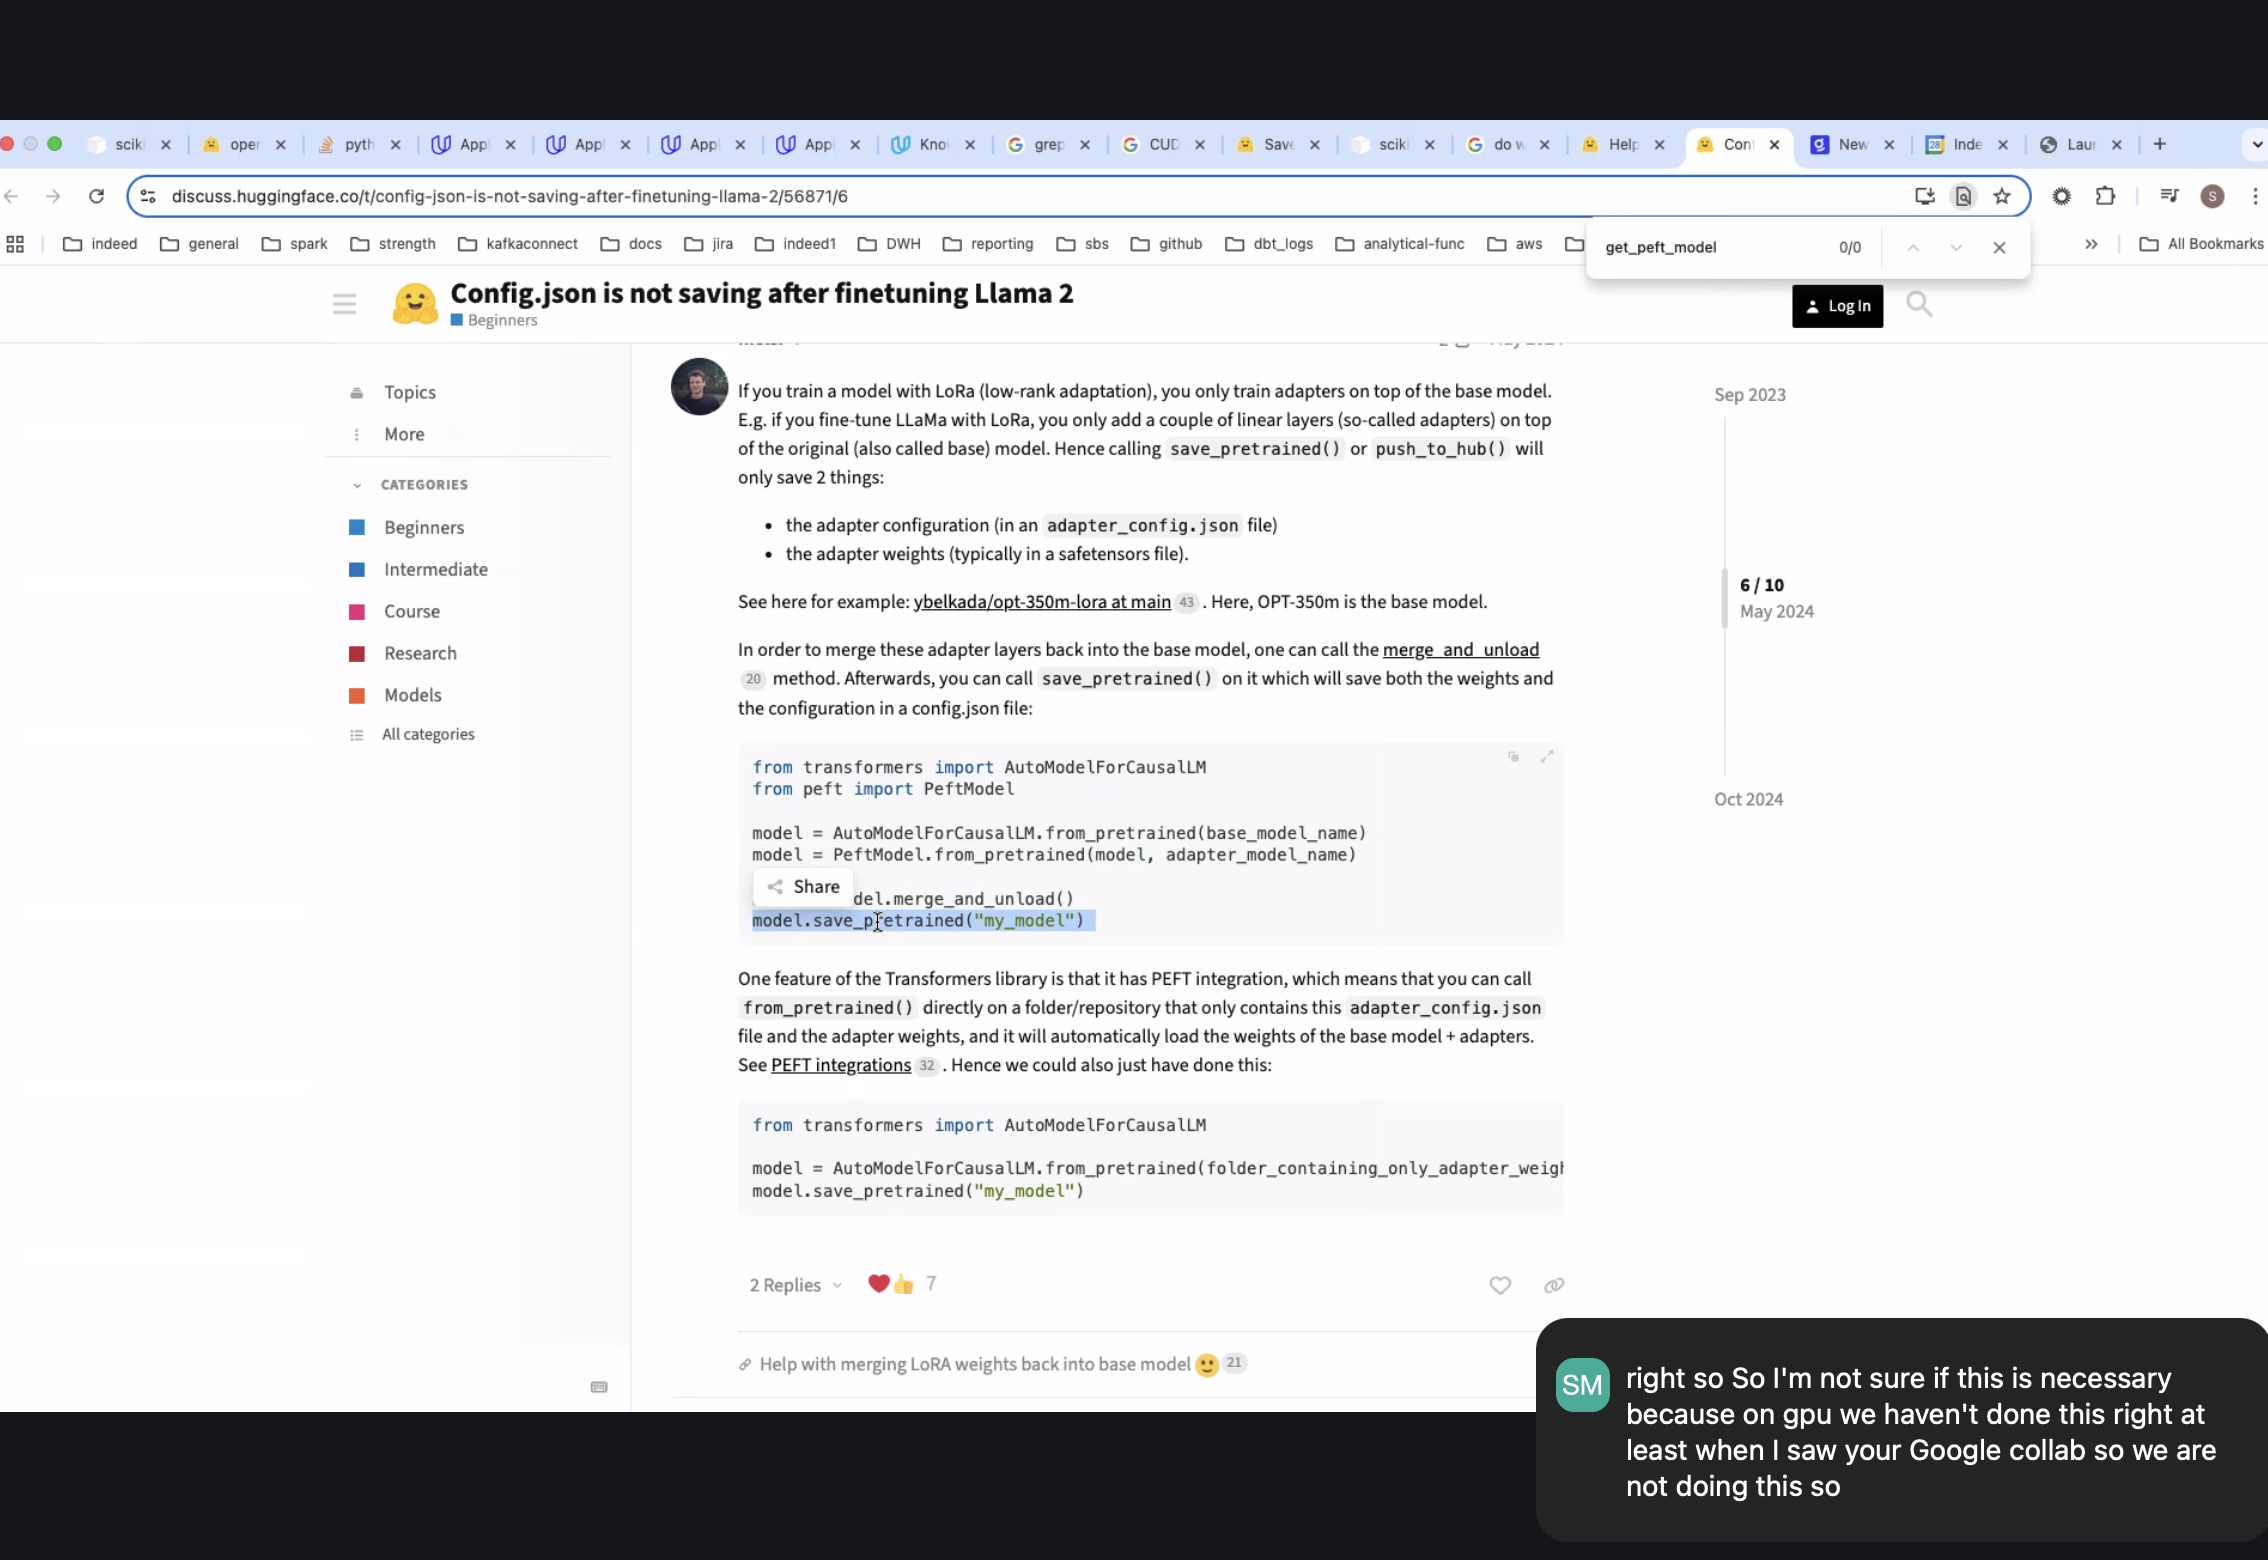 sciki
oper
pyth
App
App
App
App
Knov
grep
CUD
Save
sciki
do w
Help
Con
New
Inde
Laun
discuss.huggingface.co/t/config-json-is-not-saving-after-finetuning-llama-2/56871/6
S
indeed
general
spark
strength
kafkaconnect
docs
jira
indeed1
DWH
reporting
sbs
github
dbt_logs
analytical-func
aws
All Bookmarks
get_peft_model 0/0
Config.json is not saving after finetuning Llama 2
Beginners
Log In
Topics
More
CATEGORIES
Beginners
Intermediate
Course
Research
Models
All categories
If you train a model with LoRa (low-rank adaptation), you only train adapters on top of the base model.
E.g. if you fine-tune LLaMa with LoRa, you only add a couple of linear layers (so-called adapters) on top
of the original (also called base) model. Hence calling save_pretrained() or push_to_hub() will
only save 2 things:
• the adapter configuration (in an adapter_config.json file)
• the adapter weights (typically in a safetensors file).
See here for example: ybelkada/opt-350m-lora at main 43 . Here, OPT-350m is the base model.
In order to merge these adapter layers back into the base model, one can call the merge_and_unload
20 method. Afterwards, you can call save_pretrained() on it which will save both the weights and
the configuration in a config.json file:
from transformers import AutoModelForCausalLM
from peft import PeftModel
model = AutoModelForCausalLM.from_pretrained(base_model_name)
model = PeftModel.from_pretrained(model, adapter_model_name)
Share
del.merge_and_unload()
model.save_pretrained("my_model")
One feature of the Transformers library is that it has PEFT integration, which means that you can call
from_pretrained() directly on a folder/repository that only contains this adapter_config.json
file and the adapter weights, and it will automatically load the weights of the base model + adapters.
See PEFT integrations 32 . Hence we could also just have done this:
from transformers import AutoModelForCausalLM
model = AutoModelForCausalLM.from_pretrained(folder_containing_only_adapter_weigh
model.save_pretrained("my_model")
2 Replies
7
Help with merging LoRA weights back into base model 🙂 21
Sep 2023
6 / 10
May 2024
Oct 2024
SM
right so So I'm not sure if this is necessary
because on gpu we haven't done this right at
least when I saw your Google collab so we are
not doing this so